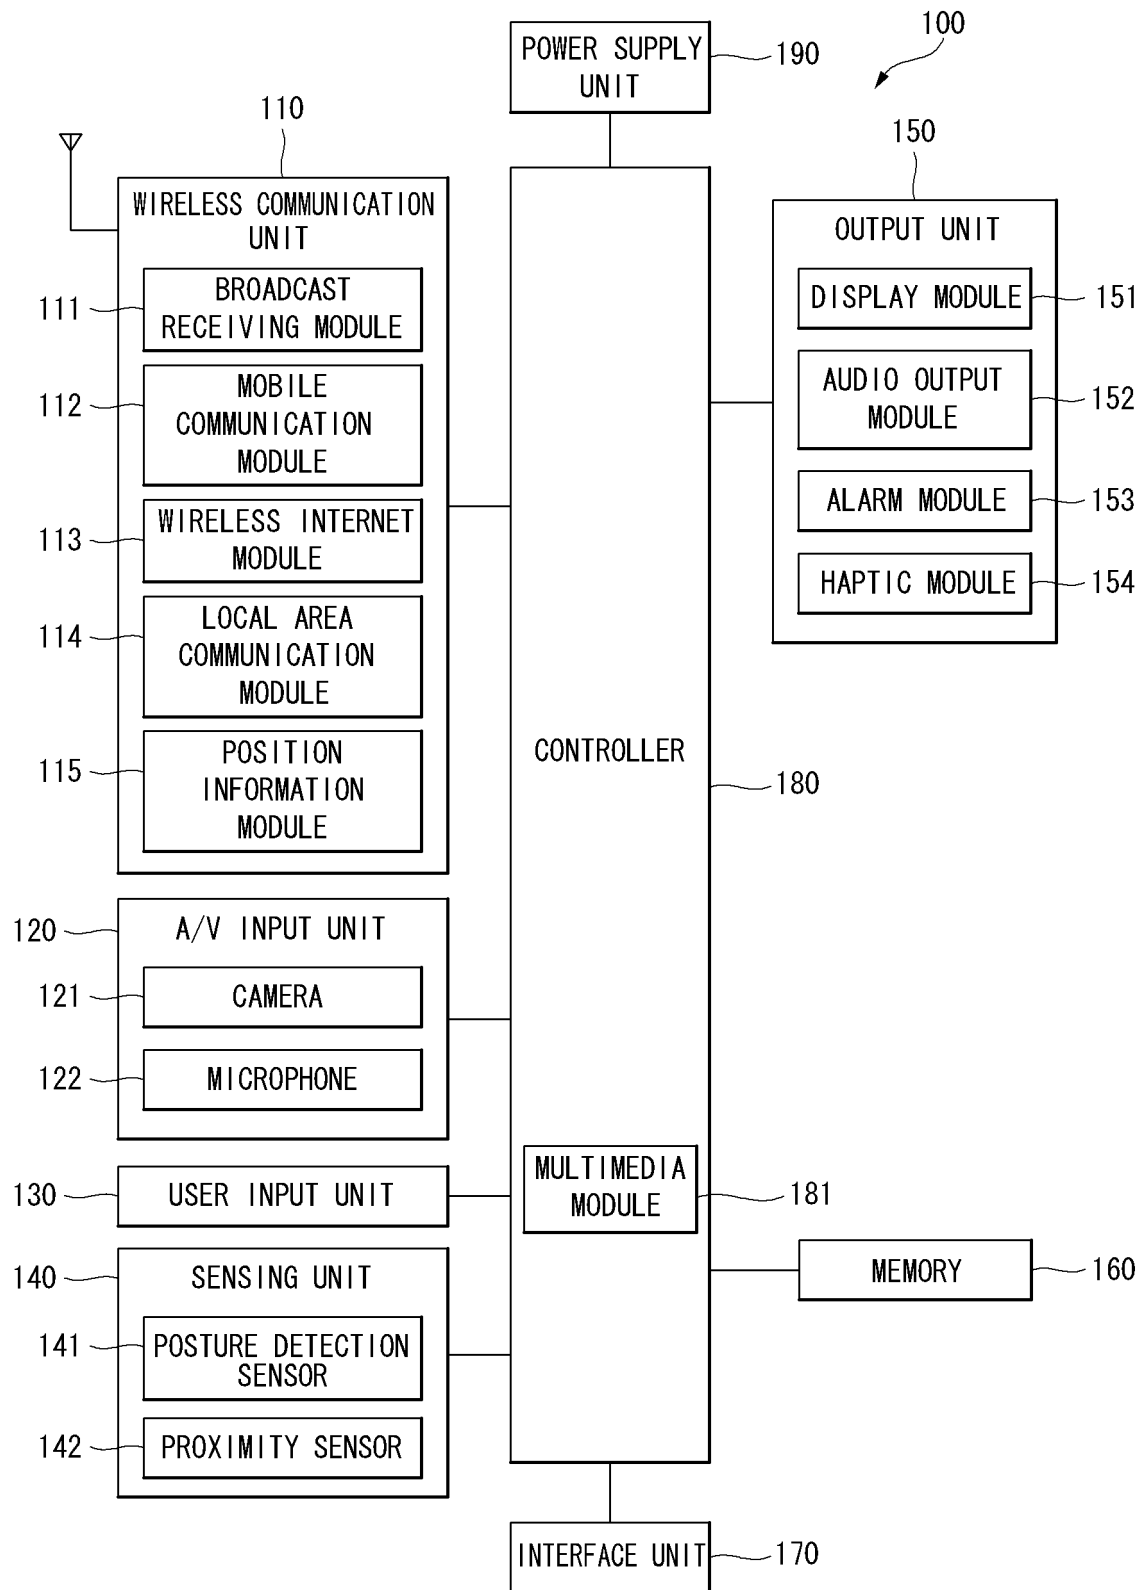 100
POWER SUPPLY
UNIT
190
110
WIRELESS COMMUNICATION
UNIT
111
BROADCAST
RECEIVING MODULE
112
MOBILE
COMMUNICATION
MODULE
113
WIRELESS INTERNET
MODULE
114
LOCAL AREA
COMMUNICATION
MODULE
115
POSITION
INFORMATION
MODULE
120
A/V INPUT UNIT
121
CAMERA
122
MICROPHONE
130
USER INPUT UNIT
140
SENSING UNIT
141
POSTURE DETECTION
SENSOR
142
PROXIMITY SENSOR
CONTROLLER
180
MULTIMEDIA
MODULE
181
150
OUTPUT UNIT
DISPLAY MODULE
151
AUDIO OUTPUT
MODULE
152
ALARM MODULE
153
HAPTIC MODULE
154
MEMORY
160
INTERFACE UNIT
170